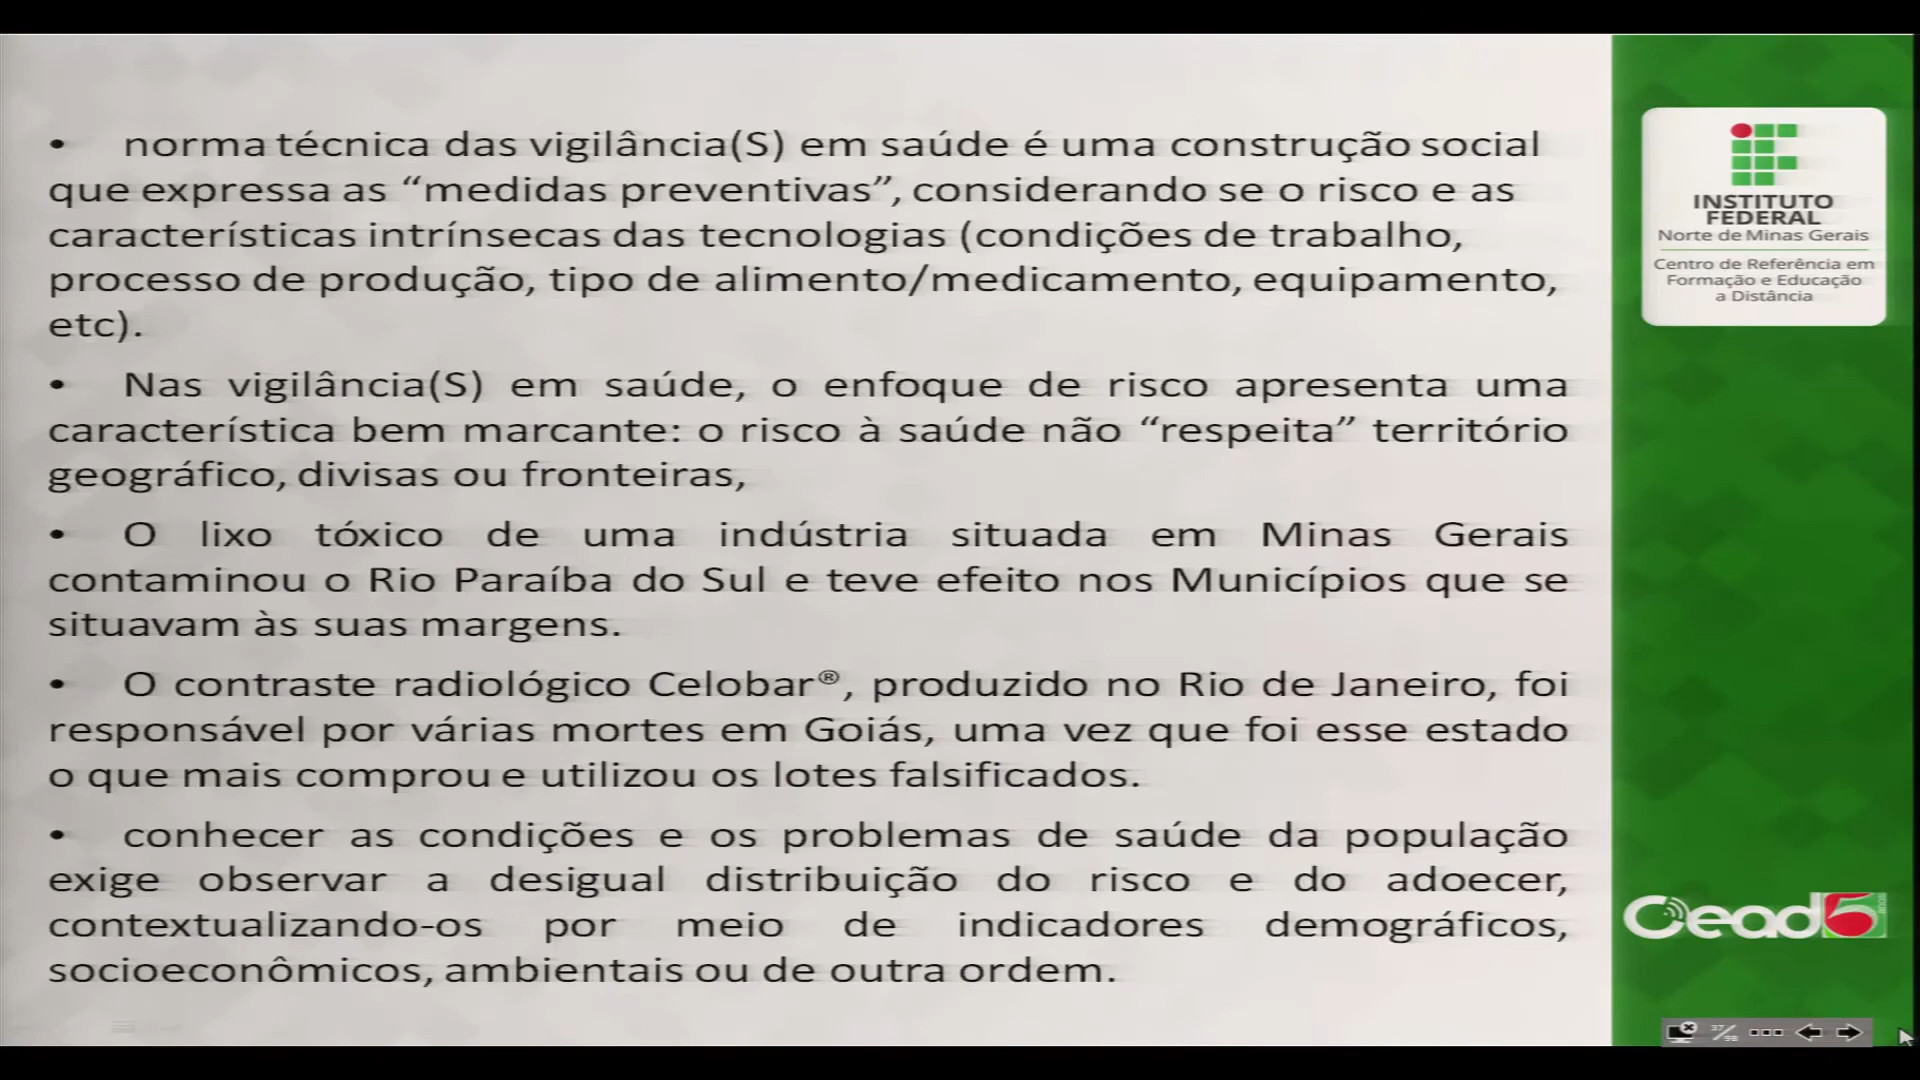 • norma técnica das vigilância(S) em saúde é uma construção social
que expressa as “medidas preventivas”, considerando se o risco e as
características intrínsecas das tecnologias (condições de trabalho,
processo de produção, tipo de alimento/medicamento, equipamento,
etc).
• Nas vigilância(S) em saúde, o enfoque de risco apresenta uma
característica bem marcante: o risco à saúde não “respeita” território
geográfico, divisas ou fronteiras,
• O lixo tóxico de uma indústria situada em Minas Gerais
contaminou o Rio Paraíba do Sul e teve efeito nos Municípios que se
situavam às suas margens.
• O contraste radiológico Celobar®, produzido no Rio de Janeiro, foi
responsável por várias mortes em Goiás, uma vez que foi esse estado
o que mais comprou e utilizou os lotes falsificados.
• conhecer as condições e os problemas de saúde da população
exige observar a desigual distribuição do risco e do adoecer,
contextualizando-os por meio de indicadores demográficos,
socioeconômicos, ambientais ou de outra ordem.
INSTITUTO
FEDERAL
Norte de Minas Gerais
Centro de Referência em
Formação e Educação
a Distância
Cead 5
37/98